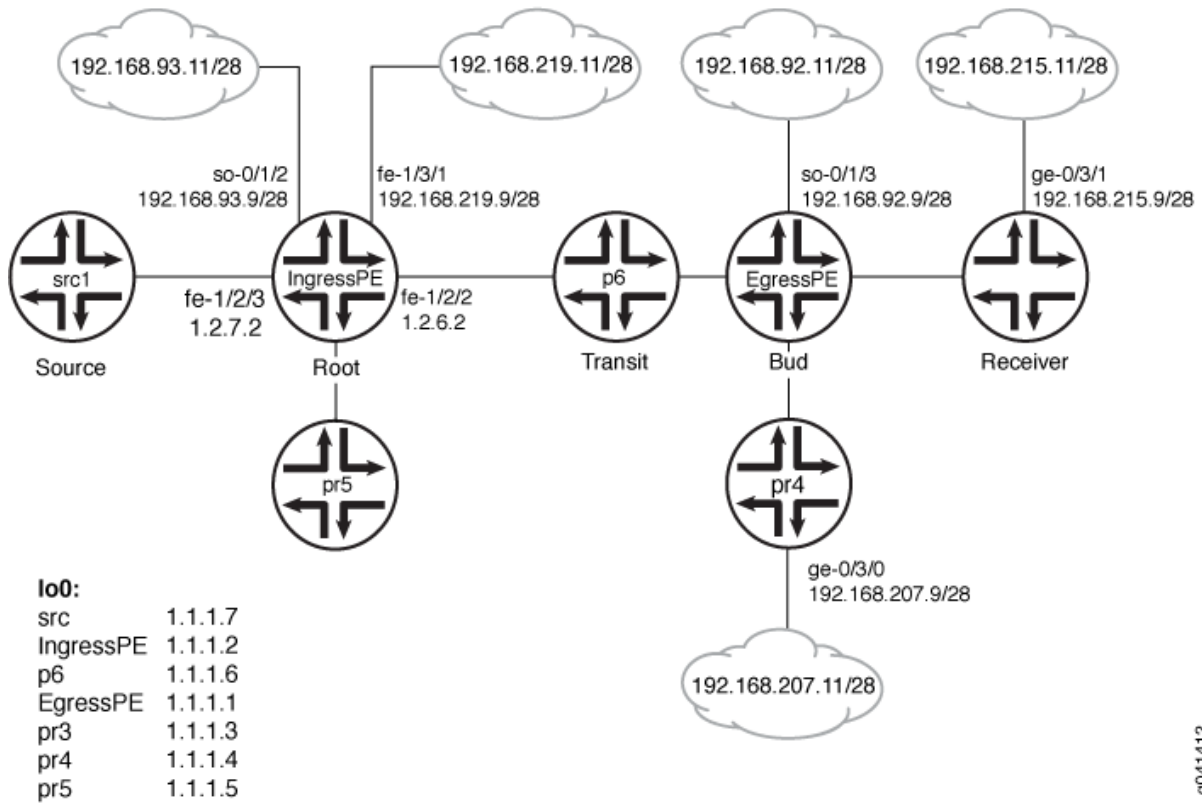 192.168.93.11/28
192.168.219.11/28
192.168.92.11/28
192.168.215.11/28
so-0/1/2
192.168.93.9/28
fe-1/3/1
192.168.219.9/28
so-0/1/3
192.168.92.9/28
ge-0/3/1
192.168.215.9/28
src1
IngressPE
p6
EgressPE
fe-1/2/3
1.2.7.2
fe-1/2/2
1.2.6.2
Source
Root
Transit
Bud
Receiver
pr5
pr4
ge-0/3/0
192.168.207.9/28
192.168.207.11/28
lo0:
src 1.1.1.7
IngressPE 1.1.1.2
p6 1.1.1.6
EgressPE 1.1.1.1
pr3 1.1.1.3
pr4 1.1.1.4
pr5 1.1.1.5
g041413